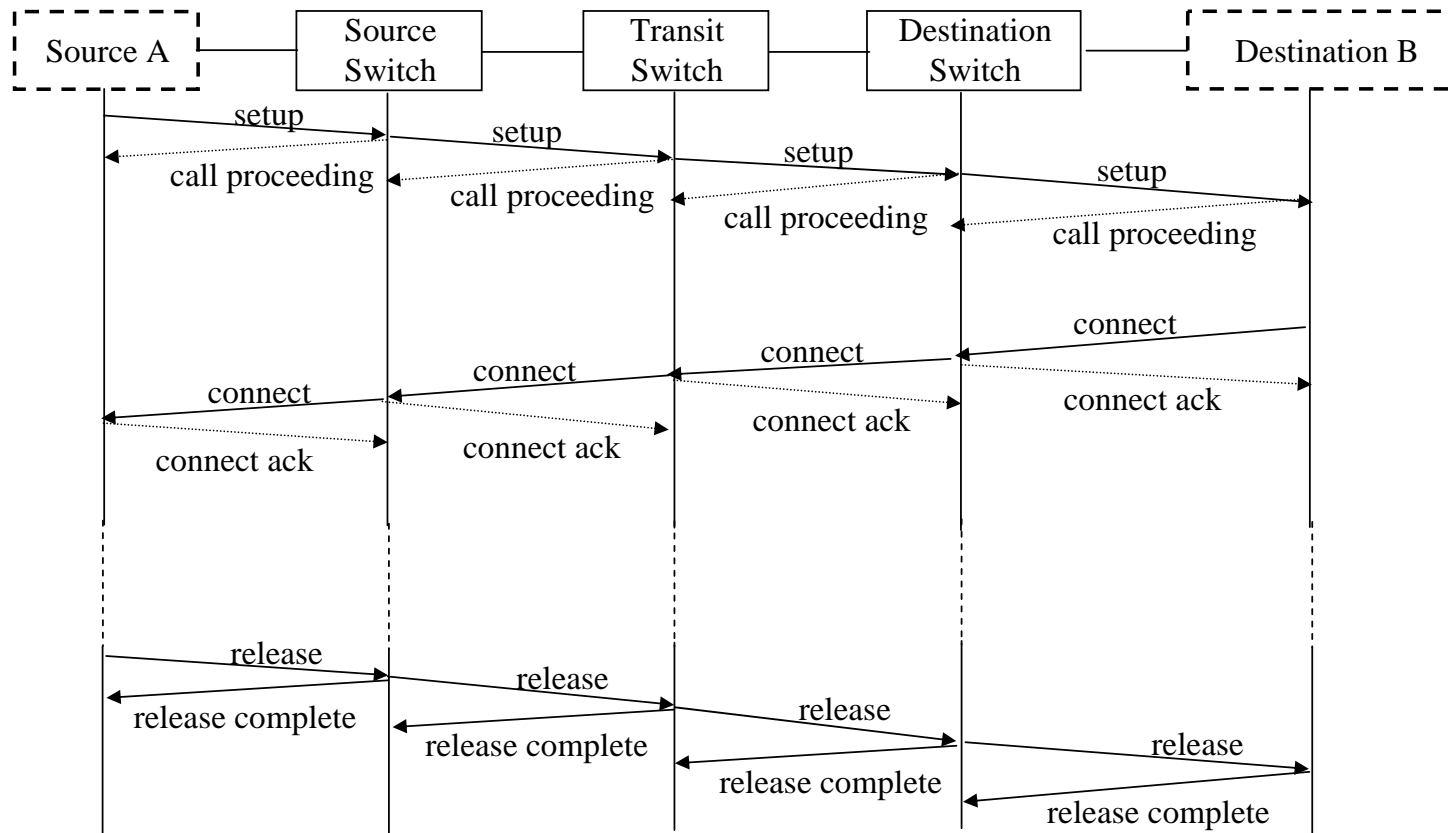 Source A
Source
Switch
Transit
Switch
Destination
Switch
Destination B
setup
setup
setup
setup
call proceeding
call proceeding
call proceeding
call proceeding
connect
connect
connect
connect
connect ack
connect ack
connect ack
connect ack
release
release
release
release
release complete
release complete
release complete
release complete